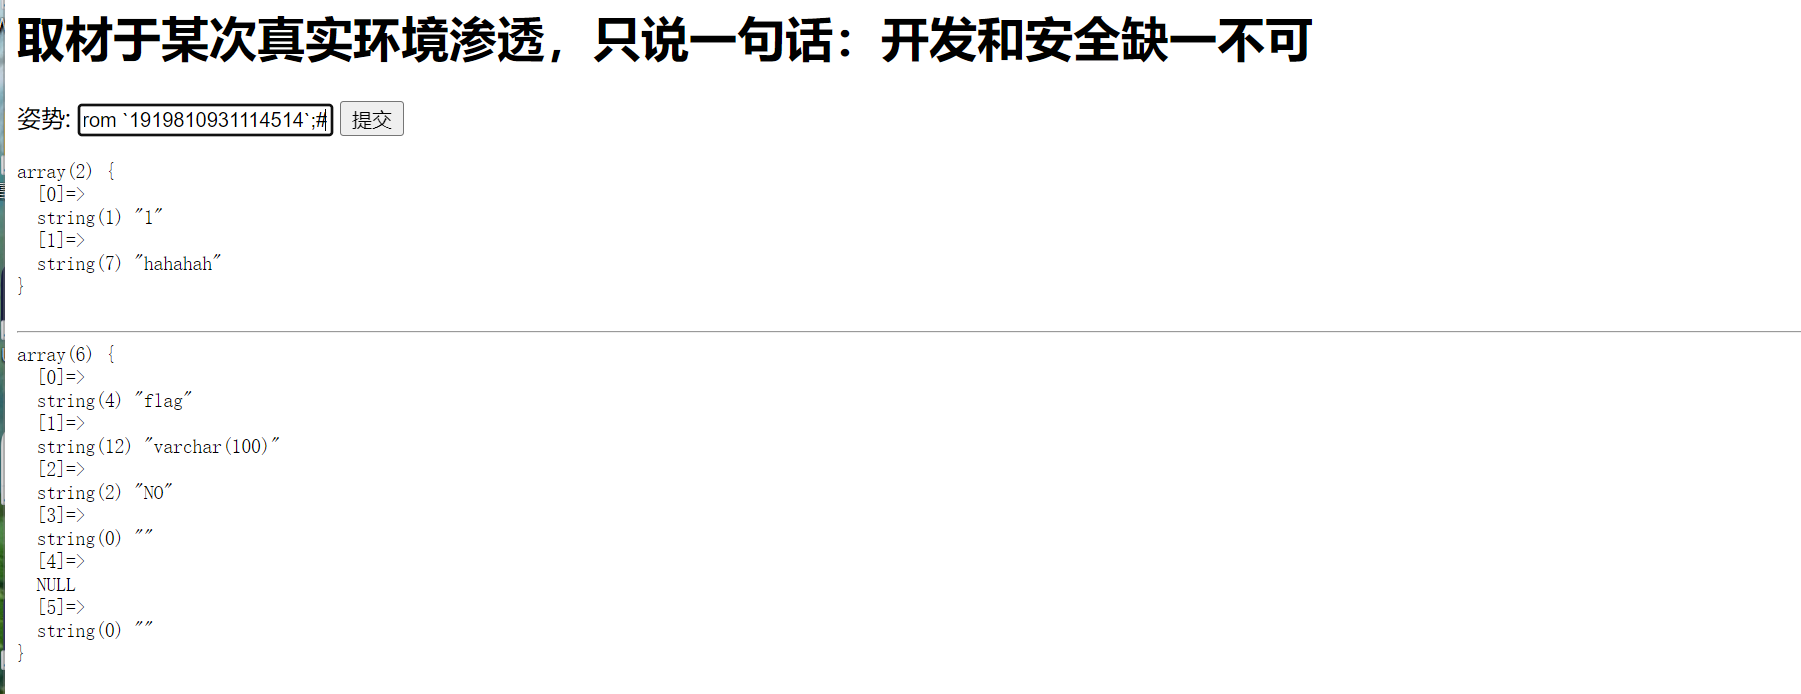 取材于某次真实环境渗透，只说一句话：开发和安全缺一不可
姿势: rom `1919810931114514`;# 提交
array(2) {
  [0]=>
  string(1) "1"
  [1]=>
  string(7) "hahahah"
}
array(6) {
  [0]=>
  string(4) "flag"
  [1]=>
  string(12) "varchar(100)"
  [2]=>
  string(2) "NO"
  [3]=>
  string(0) ""
  [4]=>
  NULL
  [5]=>
  string(0) ""
}